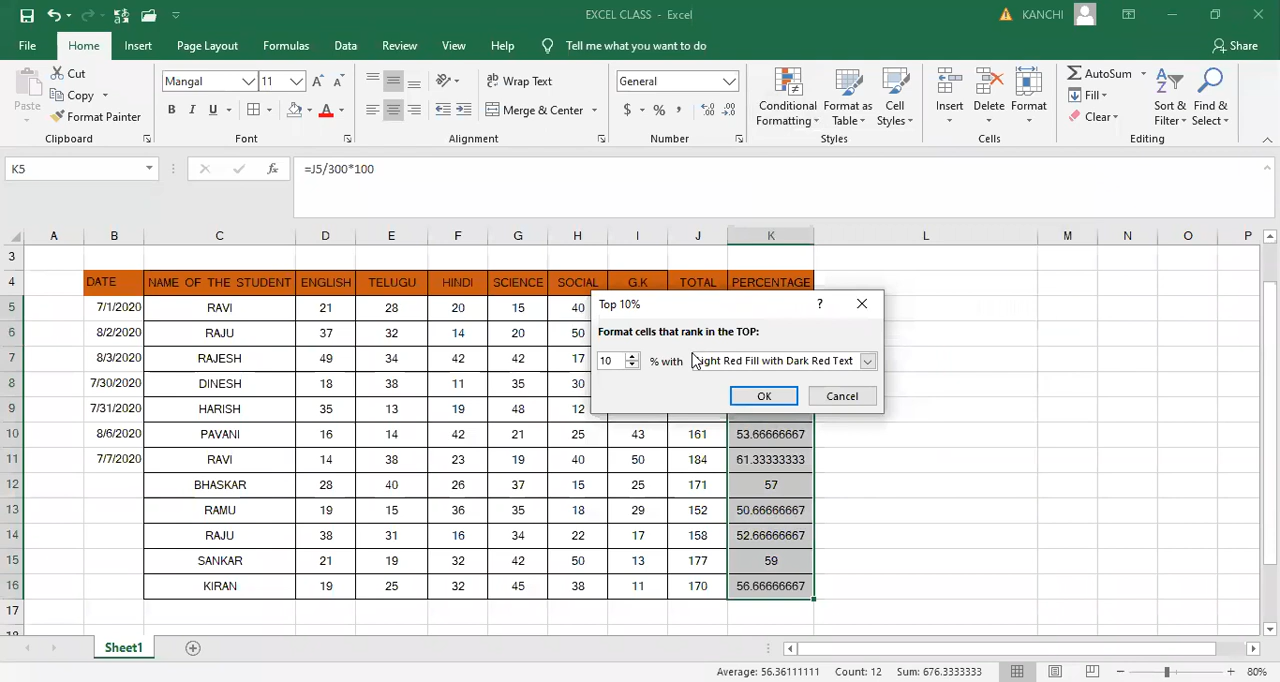 EXCEL CLASS - Excel
KANCHI
File Home Insert Page Layout Formulas Data Review View Help Tell me what you want to do Share
Paste
Cut
Copy
Format Painter
Clipboard
Mangal 11
B I U
Font
Wrap Text
Merge & Center
Alignment
General
$ % ,
Number
Conditional Formatting
Format as Table
Cell Styles
Styles
Insert Delete Format
Cells
AutoSum
Fill
Clear
Sort & Filter
Find & Select
Editing
K5 fx =J5/300*100
A B C D E F G H I J K L M N O P
3
4 DATE NAME OF THE STUDENT ENGLISH TELUGU HINDI SCIENCE SOCIAL G.K TOTAL PERCENTAGE
5 7/1/2020 RAVI 21 28 20 15 40
6 8/2/2020 RAJU 37 32 14 20 50
7 8/3/2020 RAJESH 49 34 42 42 17
8 7/30/2020 DINESH 18 38 11 35 30
9 7/31/2020 HARISH 35 13 19 48 12
10 8/6/2020 PAVANI 16 14 42 21 25 43 161 53.66666667
11 7/7/2020 RAVI 14 38 23 19 40 50 184 61.33333333
12 BHASKAR 28 40 26 37 15 25 171 57
13 RAMU 19 15 36 35 18 29 152 50.66666667
14 RAJU 38 31 16 34 22 17 158 52.66666667
15 SANKAR 21 19 32 42 50 13 177 59
16 KIRAN 19 25 32 45 38 11 170 56.66666667
17
Top 10% ?
Format cells that rank in the TOP:
10 % with Light Red Fill with Dark Red Text
OK Cancel
Sheet1
Average: 56.36111111 Count: 12 Sum: 676.3333333 80%